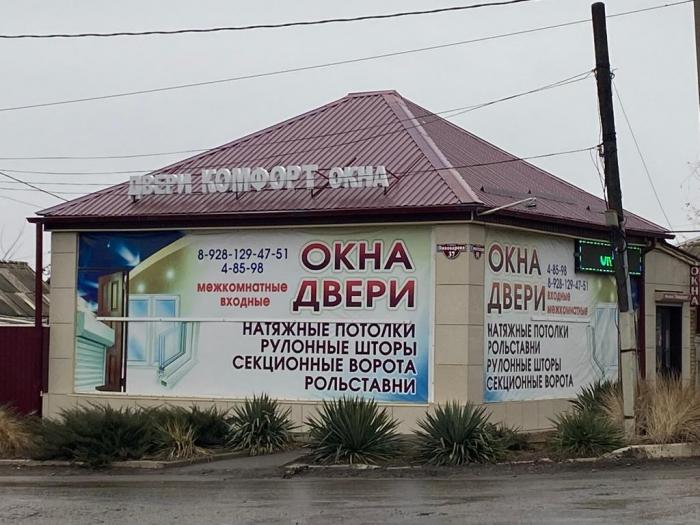 ДВЕРИ КОМФОРТ ОКНА
8-928-129-47-51
4-85-98
межкомнатные
входные
ОКНА
ДВЕРИ
НАТЯЖНЫЕ ПОТОЛКИ
РУЛОННЫЕ ШТОРЫ
СЕКЦИОННЫЕ ВОРОТА
РОЛЬСТАВНИ
37
ОКНА
ДВЕРИ
4-85-98
8-928-129-47-51
входные
межкомнатные
НАТЯЖНЫЕ ПОТОЛКИ
РОЛЬСТАВНИ
РУЛОННЫЕ ШТОРЫ
СЕКЦИОННЫЕ ВОРОТА